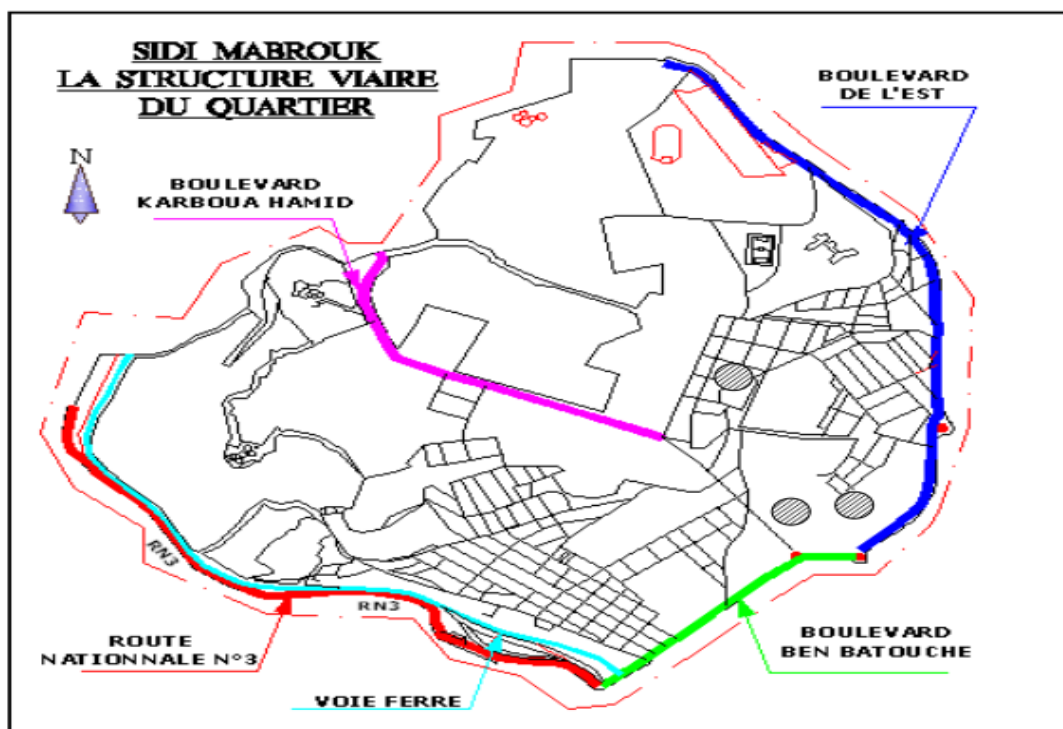 SIDI MABROUK
LA STRUCTURE VIAIRE
DU QUARTIER
BOULEVARD
DE L'EST
N
BOULEVARD
KARBOUA HAMID
RN3
RN3
ROUTE
NATIONNALE N°3
BOULEVARD
BEN BATOUCHE
VOIE FERRE